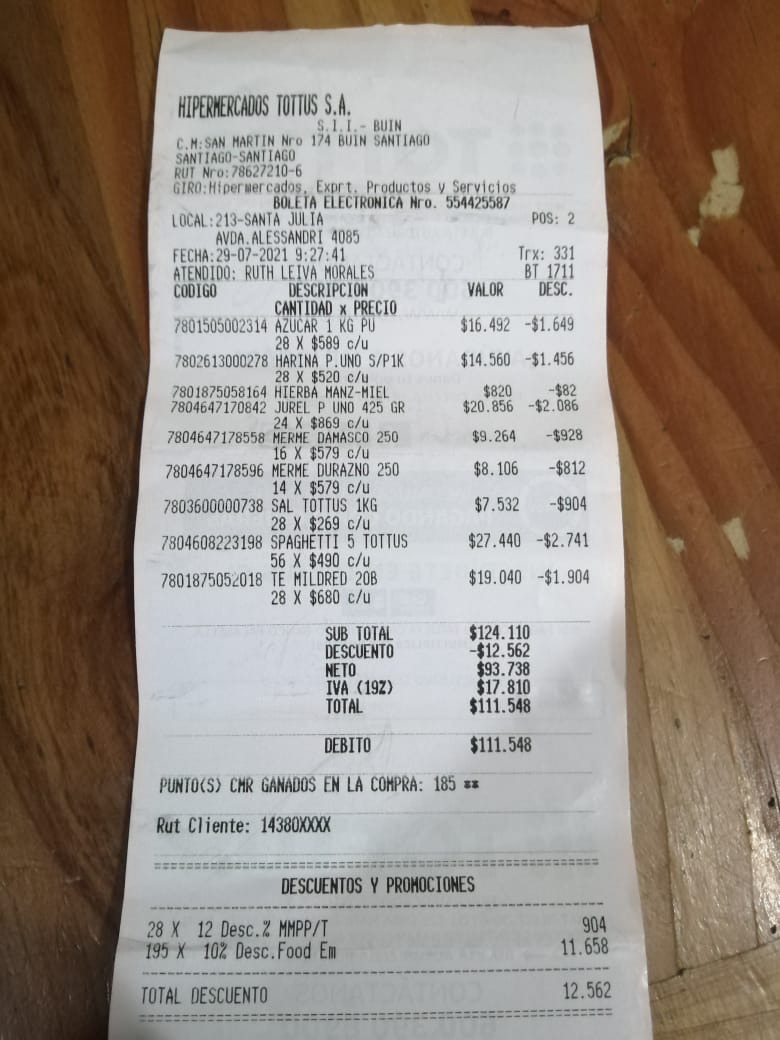 HIPERMERCADOS TOTTUS S.A.
S.I.I.- BUIN
C.M:SAN MARTIN Nro 174 BUIN SANTIAGO
SANTIAGO-SANTIAGO
RUT Nro:78627210-6
GIRO:Hipermercados, Exprt. Productos y Servicios
BOLETA ELECTRONICA Nro. 554425587
LOCAL:213-SANTA JULIA POS: 2
AVDA.ALESSANDRI 4085
FECHA:29-07-2021 9:27:41 Trx: 331
ATENDIDO: RUTH LEIVA MORALES BT 1711
CODIGO DESCRIPCION VALOR DESC.
CANTIDAD x PRECIO
7801505002314 AZUCAR 1 KG PU $16.492 -$1.649
28 X $589 c/u
7802613000278 HARINA P.UNO S/P1K $14.560 -$1.456
28 X $520 c/u
7801875058164 HIERBA MANZ-MIEL $820 -$82
7804647170842 JUREL P UNO 425 GR $20.856 -$2.086
24 X $869 c/u
7804647178558 MERME DAMASCO 250 $9.264 -$928
16 X $579 c/u
7804647178596 MERME DURAZNO 250 $8.106 -$812
14 X $579 c/u
7803600000738 SAL TOTTUS 1KG $7.532 -$904
28 X $269 c/u
7804608223198 SPAGHETTI 5 TOTTUS $27.440 -$2.741
56 X $490 c/u
7801875052018 TE MILDRED 20B $19.040 -$1.904
28 X $680 c/u
SUB TOTAL $124.110
DESCUENTO -$12.562
NETO $93.738
IVA (19%) $17.810
TOTAL $111.548
DEBITO $111.548
PUNTO(S) CMR GANADOS EN LA COMPRA: 185 **
Rut Cliente: 14380XXXX
DESCUENTOS Y PROMOCIONES
28 X 12 Desc.% MMPP/T 904
195 X 10% Desc.Food Em 11.658
TOTAL DESCUENTO 12.562